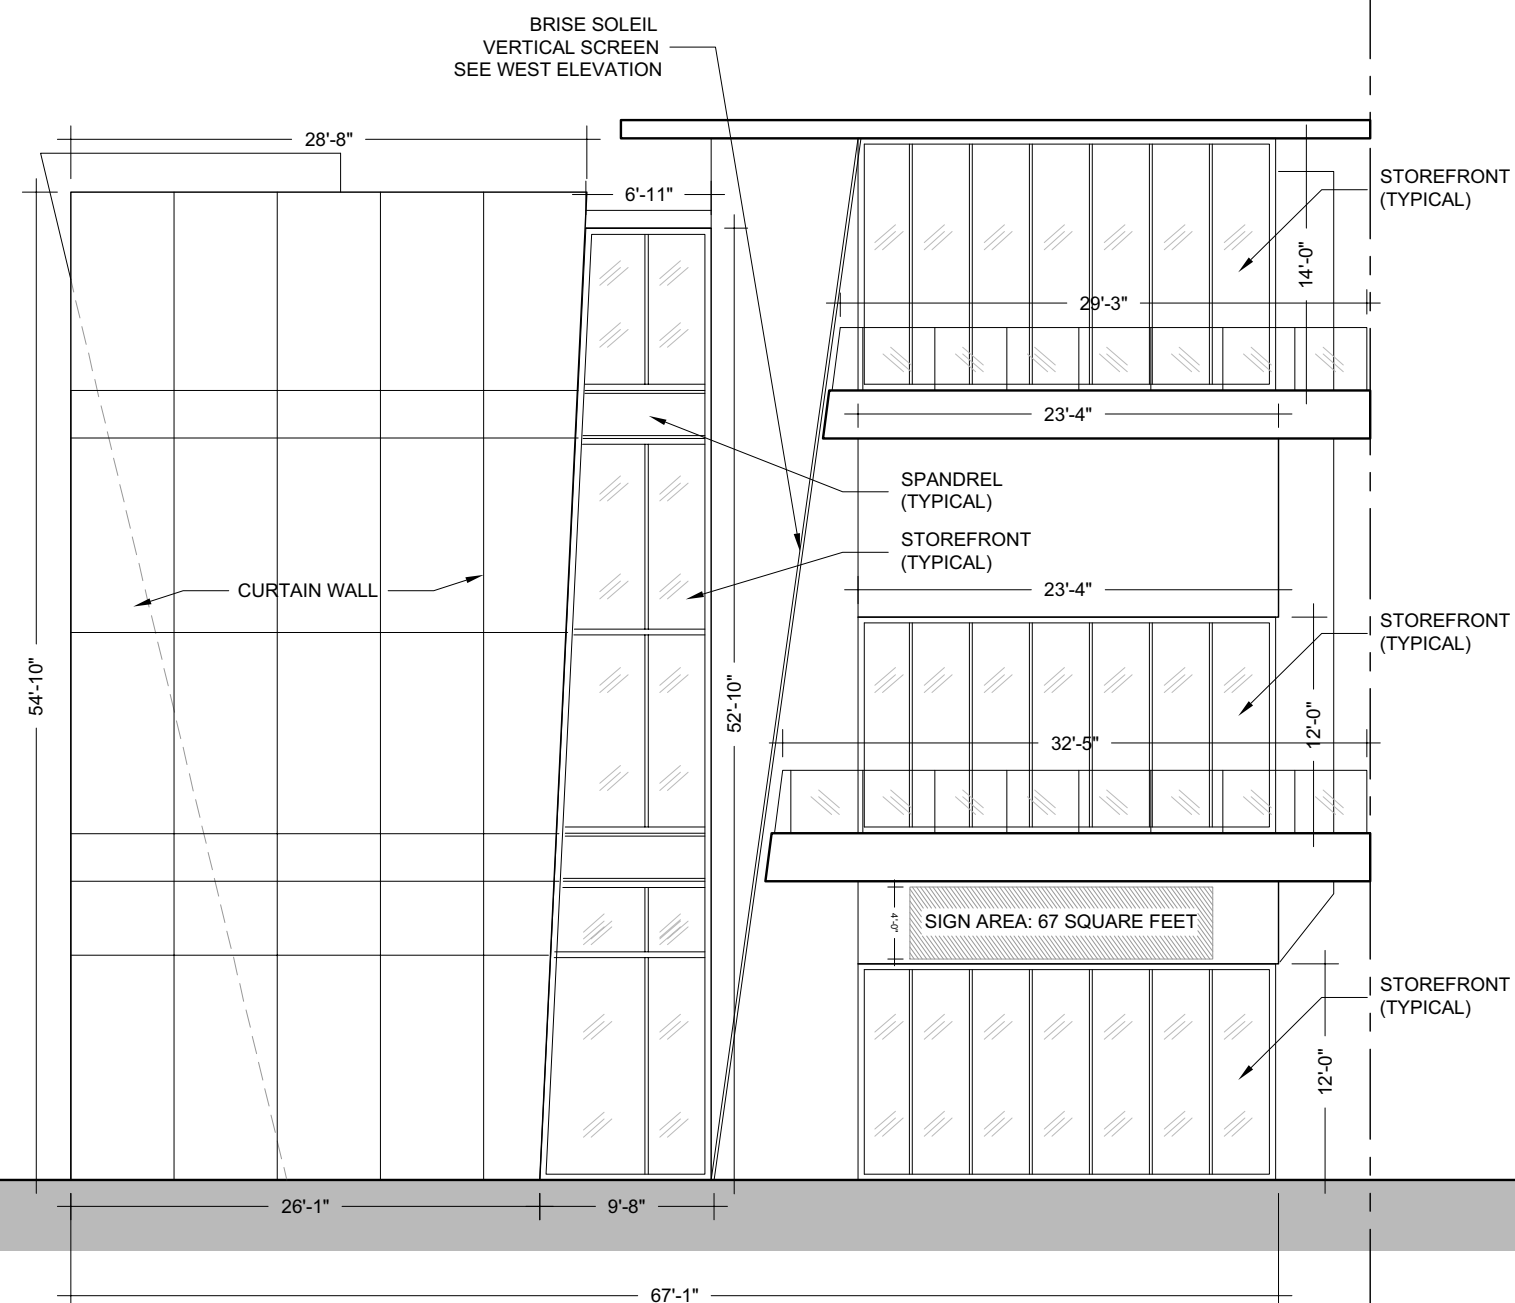 BRISE SOLEIL
VERTICAL SCREEN
SEE WEST ELEVATION
28'-8"
6'-11"
STOREFRONT
(TYPICAL)
14'-0"
29'-3"
23'-4"
SPANDREL
(TYPICAL)
STOREFRONT
(TYPICAL)
CURTAIN WALL
23'-4"
STOREFRONT
(TYPICAL)
54'-10"
52'-10"
12'-0"
32'-5"
4'-0"
SIGN AREA: 67 SQUARE FEET
STOREFRONT
(TYPICAL)
12'-0"
26'-1"
9'-8"
67'-1"